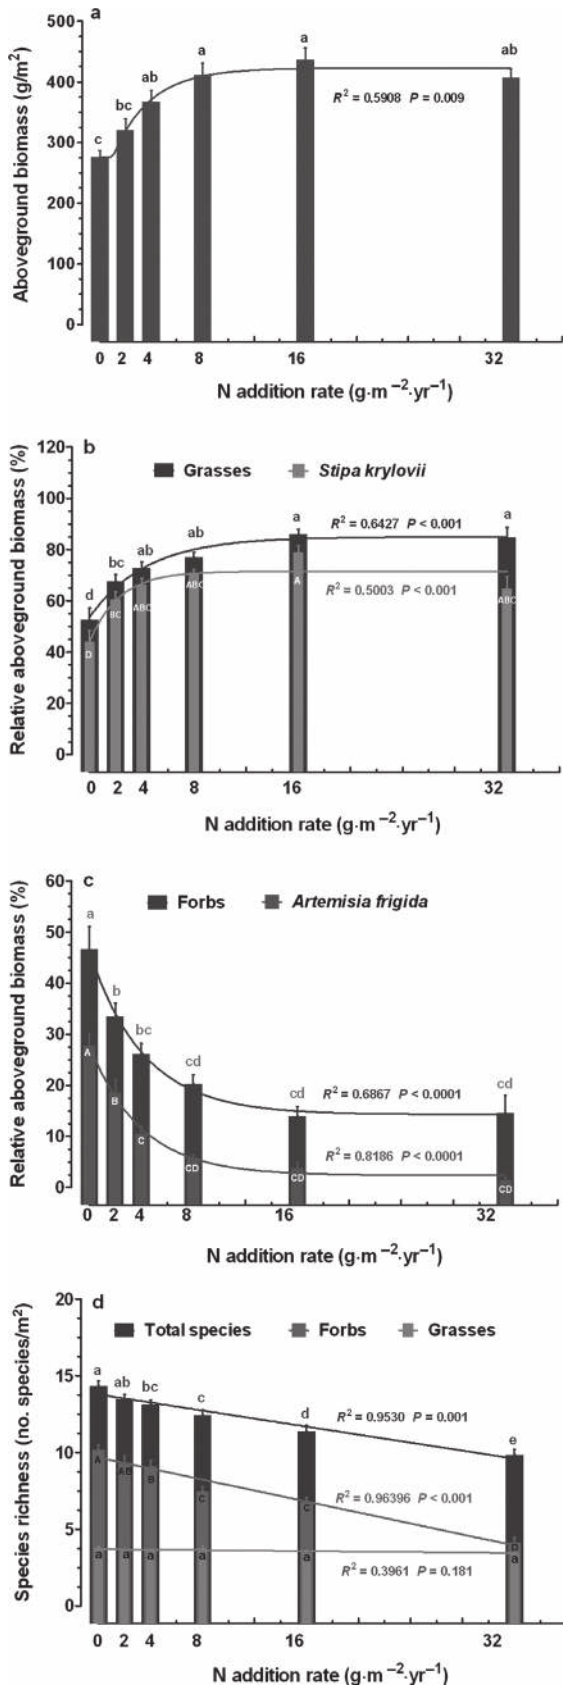 a
500
400
300
200
100
0
Aboveground biomass (g/m²)
c
bc
ab
a
a
ab
R² = 0.5908 P = 0.009
0 2 4 8 16 32
N addition rate (g·m⁻²·yr⁻¹)
b
120
100
80
60
40
20
0
Relative aboveground biomass (%)
Grasses Stipa krylovii
d
bc
ab
ab
a
a
R² = 0.6427 P < 0.001
R² = 0.5003 P < 0.001
D
BC
ABC
ABC
A
ABC
0 2 4 8 16 32
N addition rate (g·m⁻²·yr⁻¹)
c
60
50
40
30
20
10
0
Relative aboveground biomass (%)
Forbs Artemisia frigida
a
b
bc
cd
cd
cd
R² = 0.6867 P < 0.0001
R² = 0.8186 P < 0.0001
A
B
C
CD
CD
CD
0 2 4 8 16 32
N addition rate (g·m⁻²·yr⁻¹)
d
20
15
10
5
0
Species richness (no. species/m²)
Total species Forbs Grasses
a
ab
bc
c
d
e
R² = 0.9530 P = 0.001
A
AB
B
C
C
D
R² = 0.96396 P < 0.001
a
a
a
a
a
a
R² = 0.3961 P = 0.181
0 2 4 8 16 32
N addition rate (g·m⁻²·yr⁻¹)